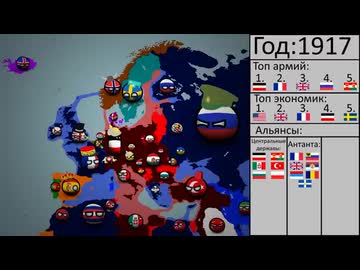 Год:1917
Топ армий:
1. 2. 3. 4. 5.
Топ экономик:
1. 2. 3. 4. 5.
Альянсы:
Центральные державы:
Антанта: